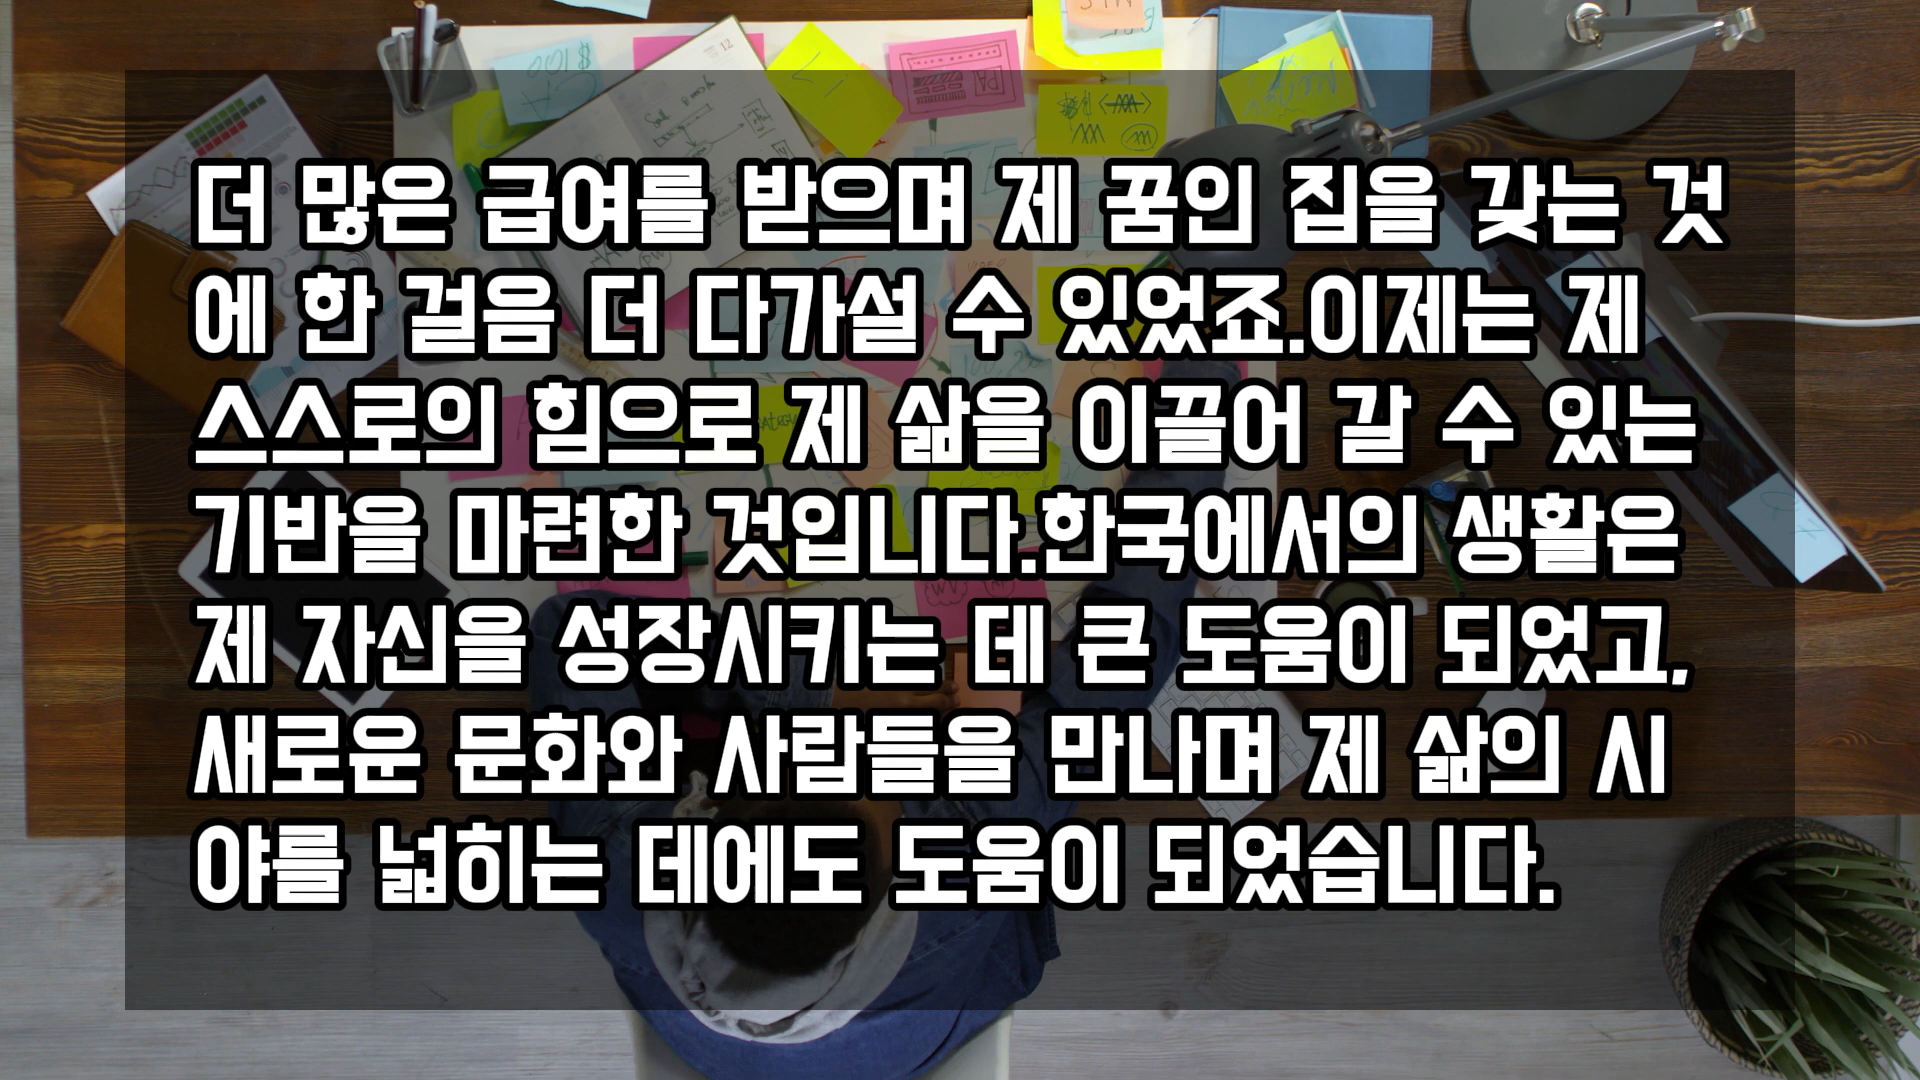 더 많은 급여를 받으며 제 꿈인 집을 갖는 것
에 한 걸음 더 다가설 수 있었죠.이제는 제
스스로의 힘으로 제 삶을 이끌어 갈 수 있는
기반을 마련한 것입니다.한국에서의 생활은
제 자신을 성장시키는 데 큰 도움이 되었고,
새로운 문화와 사람들을 만나며 제 삶의 시
야를 넓히는 데에도 도움이 되었습니다.